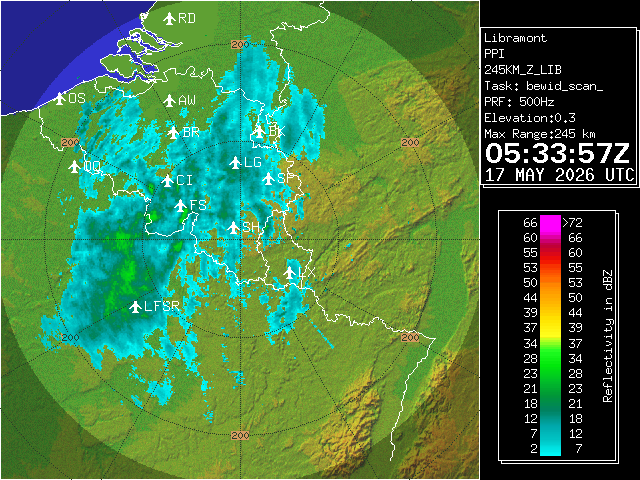 RD
200
OS
AW
BR
BK
200
200
QQ
LG
CI
SP
FS
SH
LX
LFSR
200
200
200
Libramont
PPI
245KM_Z_LIB
Task: bewid_scan_
PRF: 500Hz
Elevation:0.3
Max Range:245 km
05:33:57Z
17 MAY 2026 UTC
66 >72
60 66
55 60
53 55
50 53
44 50
39 44
37 39
34 37
28 34
23 28
21 23
18 21
12 18
7 12
2 7
Reflectivity in dBZ